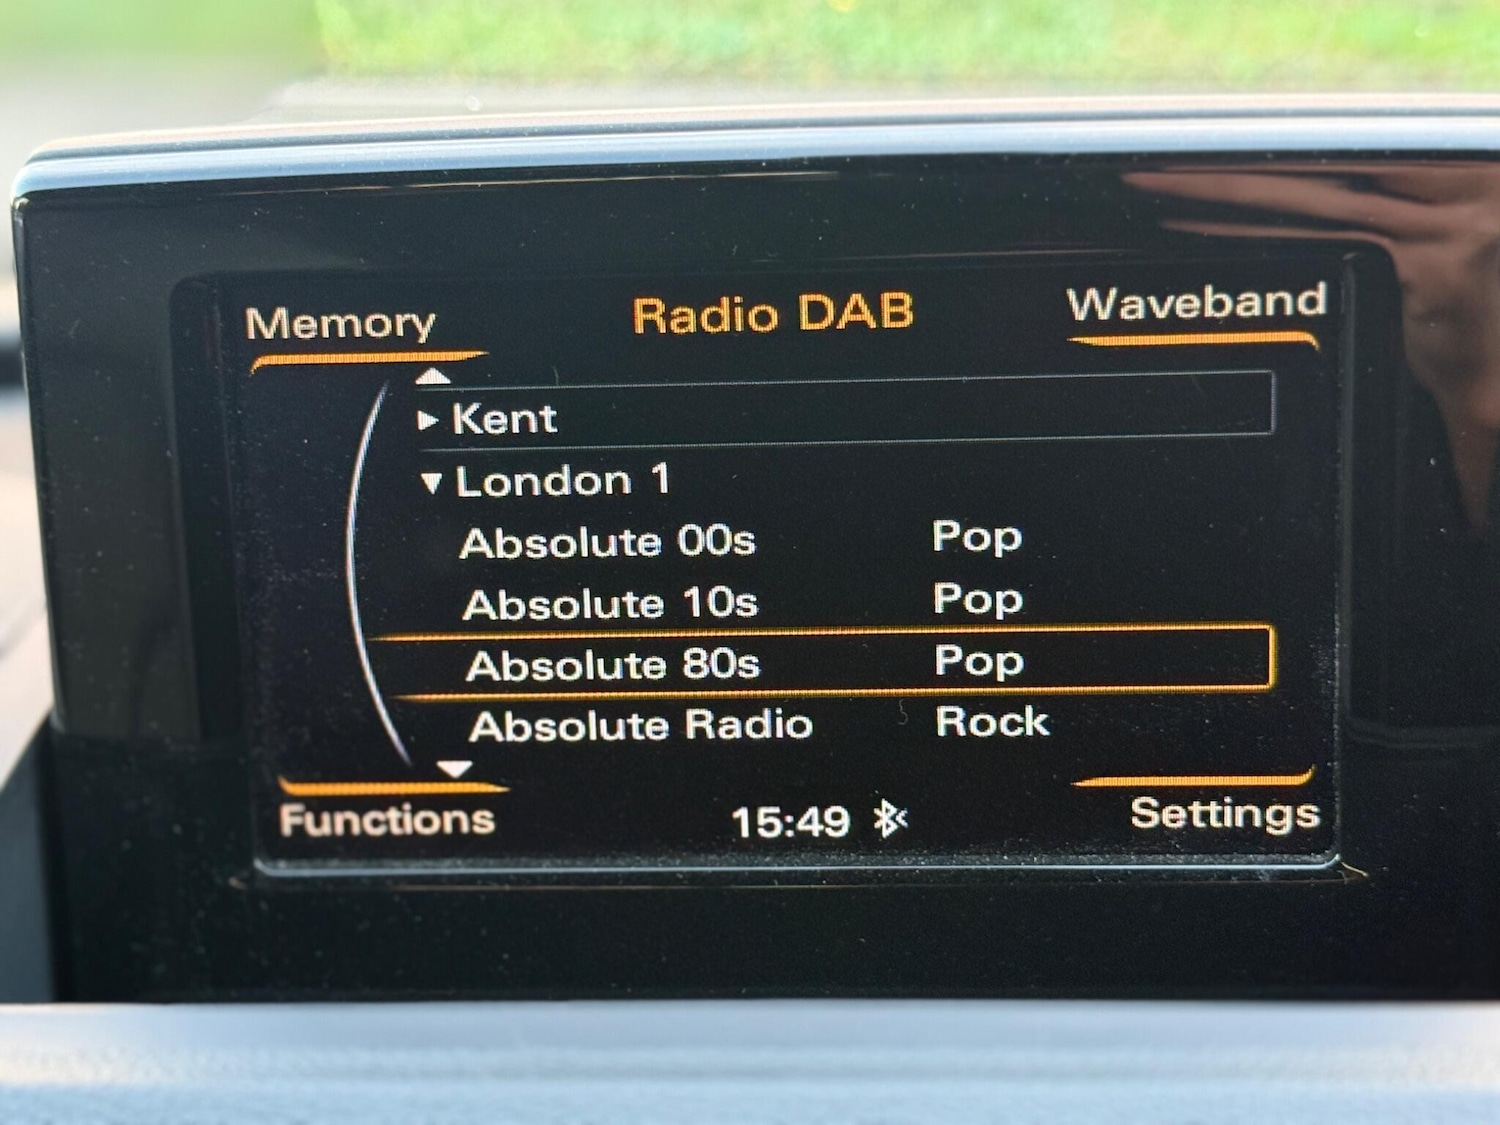 Memory Radio DAB Waveband
Kent
London 1
Absolute 00s Pop
Absolute 10s Pop
Absolute 80s Pop
Absolute Radio Rock
Functions 15:49 Settings